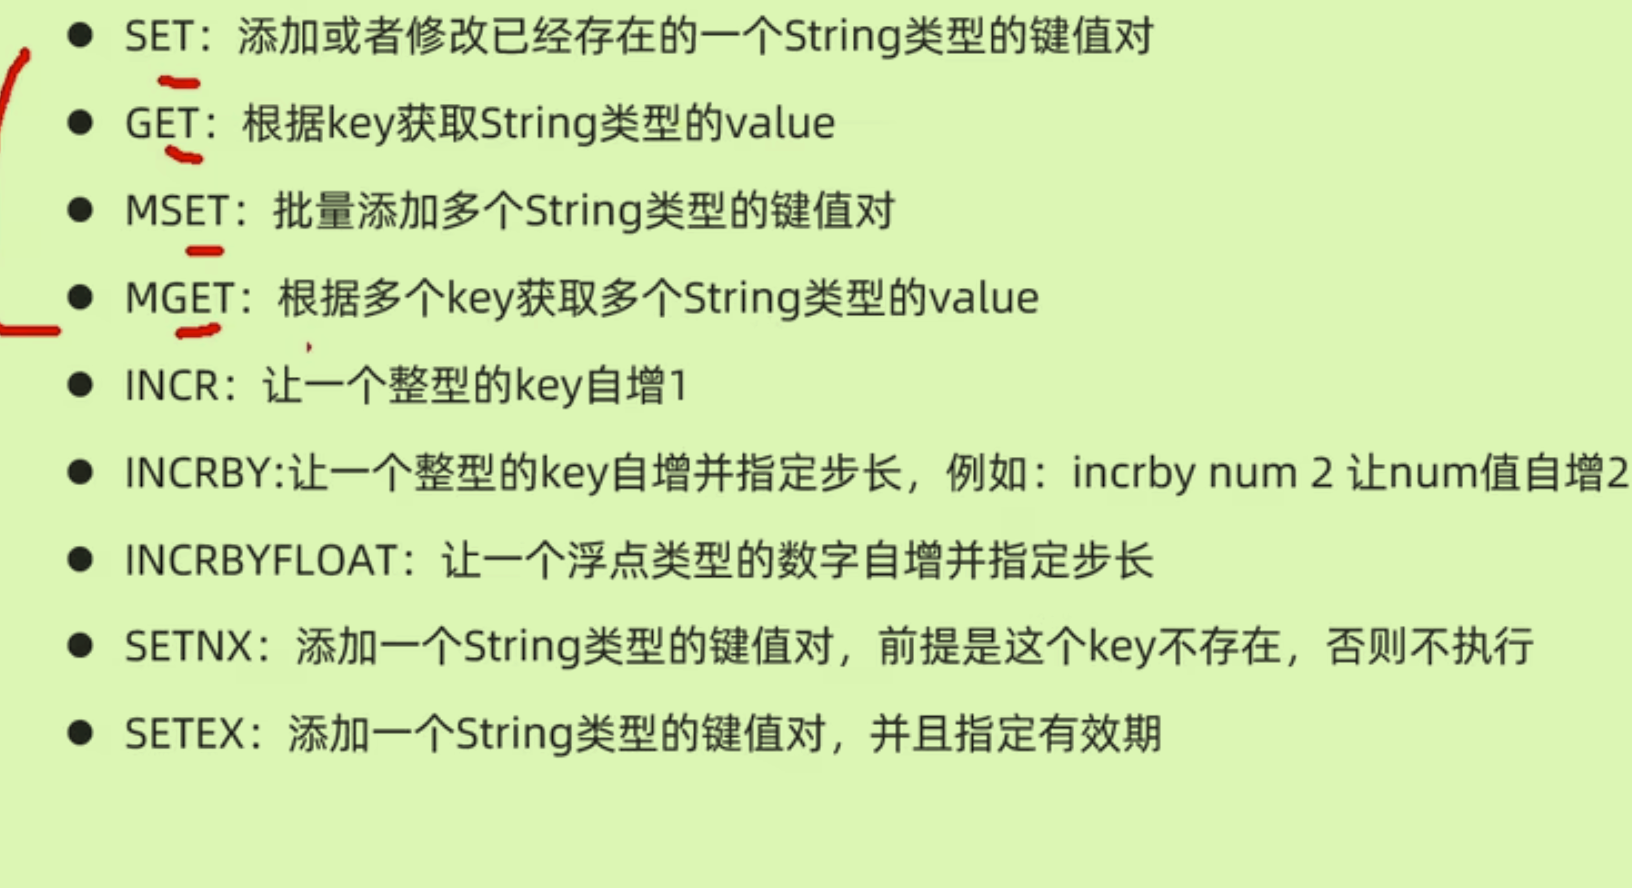 ● SET：添加或者修改已经存在的一个String类型的键值对
● GET：根据key获取String类型的value
● MSET：批量添加多个String类型的键值对
● MGET：根据多个key获取多个String类型的value
● INCR：让一个整型的key自增1
● INCRBY:让一个整型的key自增并指定步长，例如：incrby num 2 让num值自增2
● INCRBYFLOAT：让一个浮点类型的数字自增并指定步长
● SETNX：添加一个String类型的键值对，前提是这个key不存在，否则不执行
● SETEX：添加一个String类型的键值对，并且指定有效期